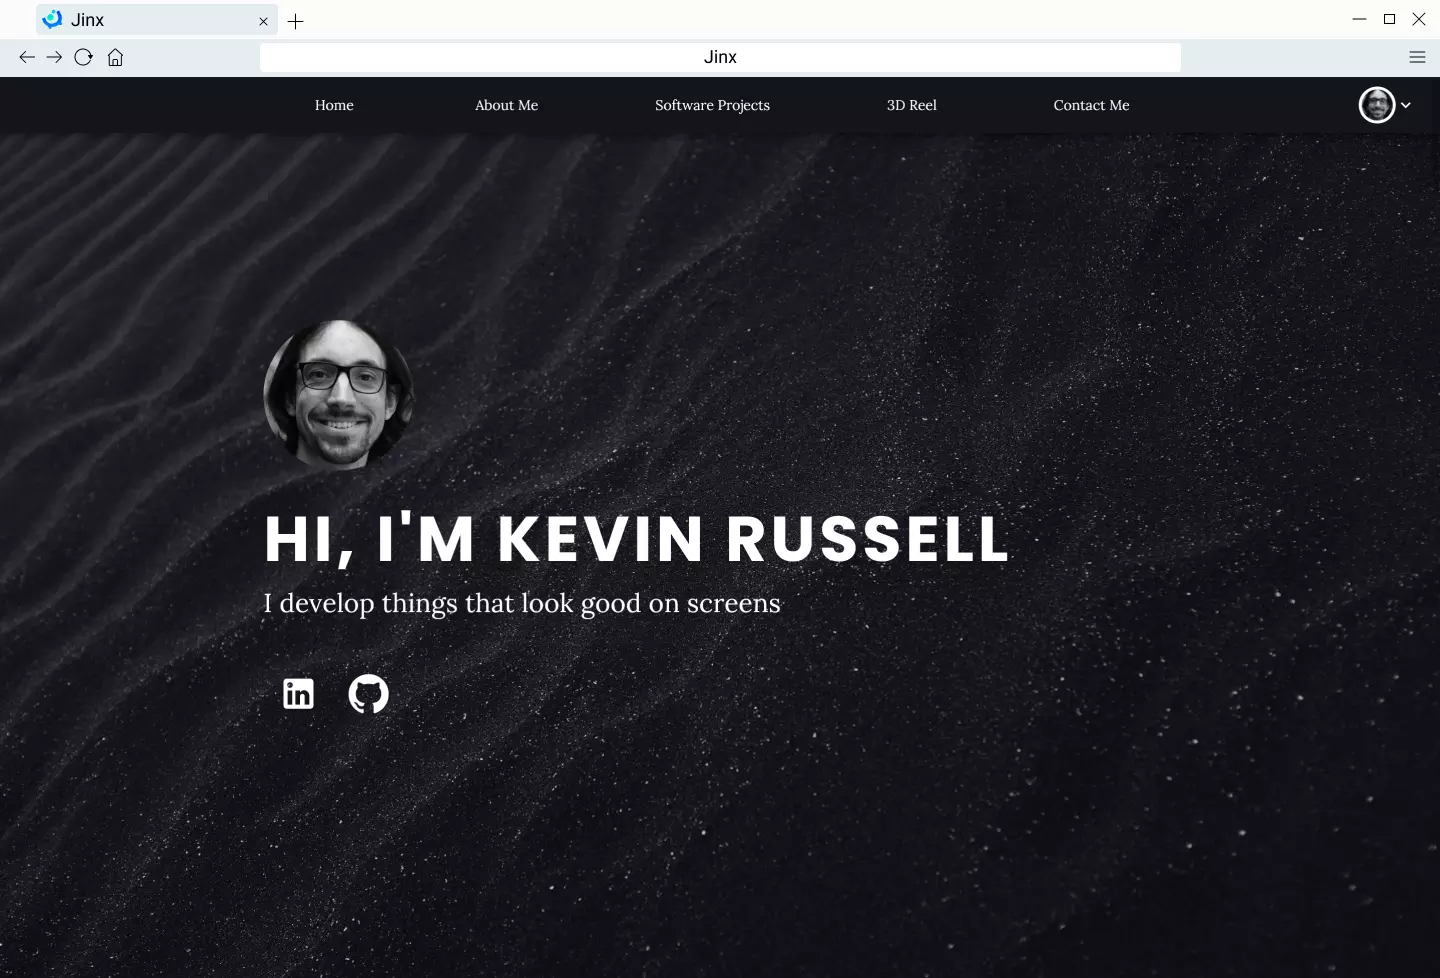 Jinx
Jinx
Home About Me Software Projects 3D Reel Contact Me
HI, I'M KEVIN RUSSELL
I develop things that look good on screens
in